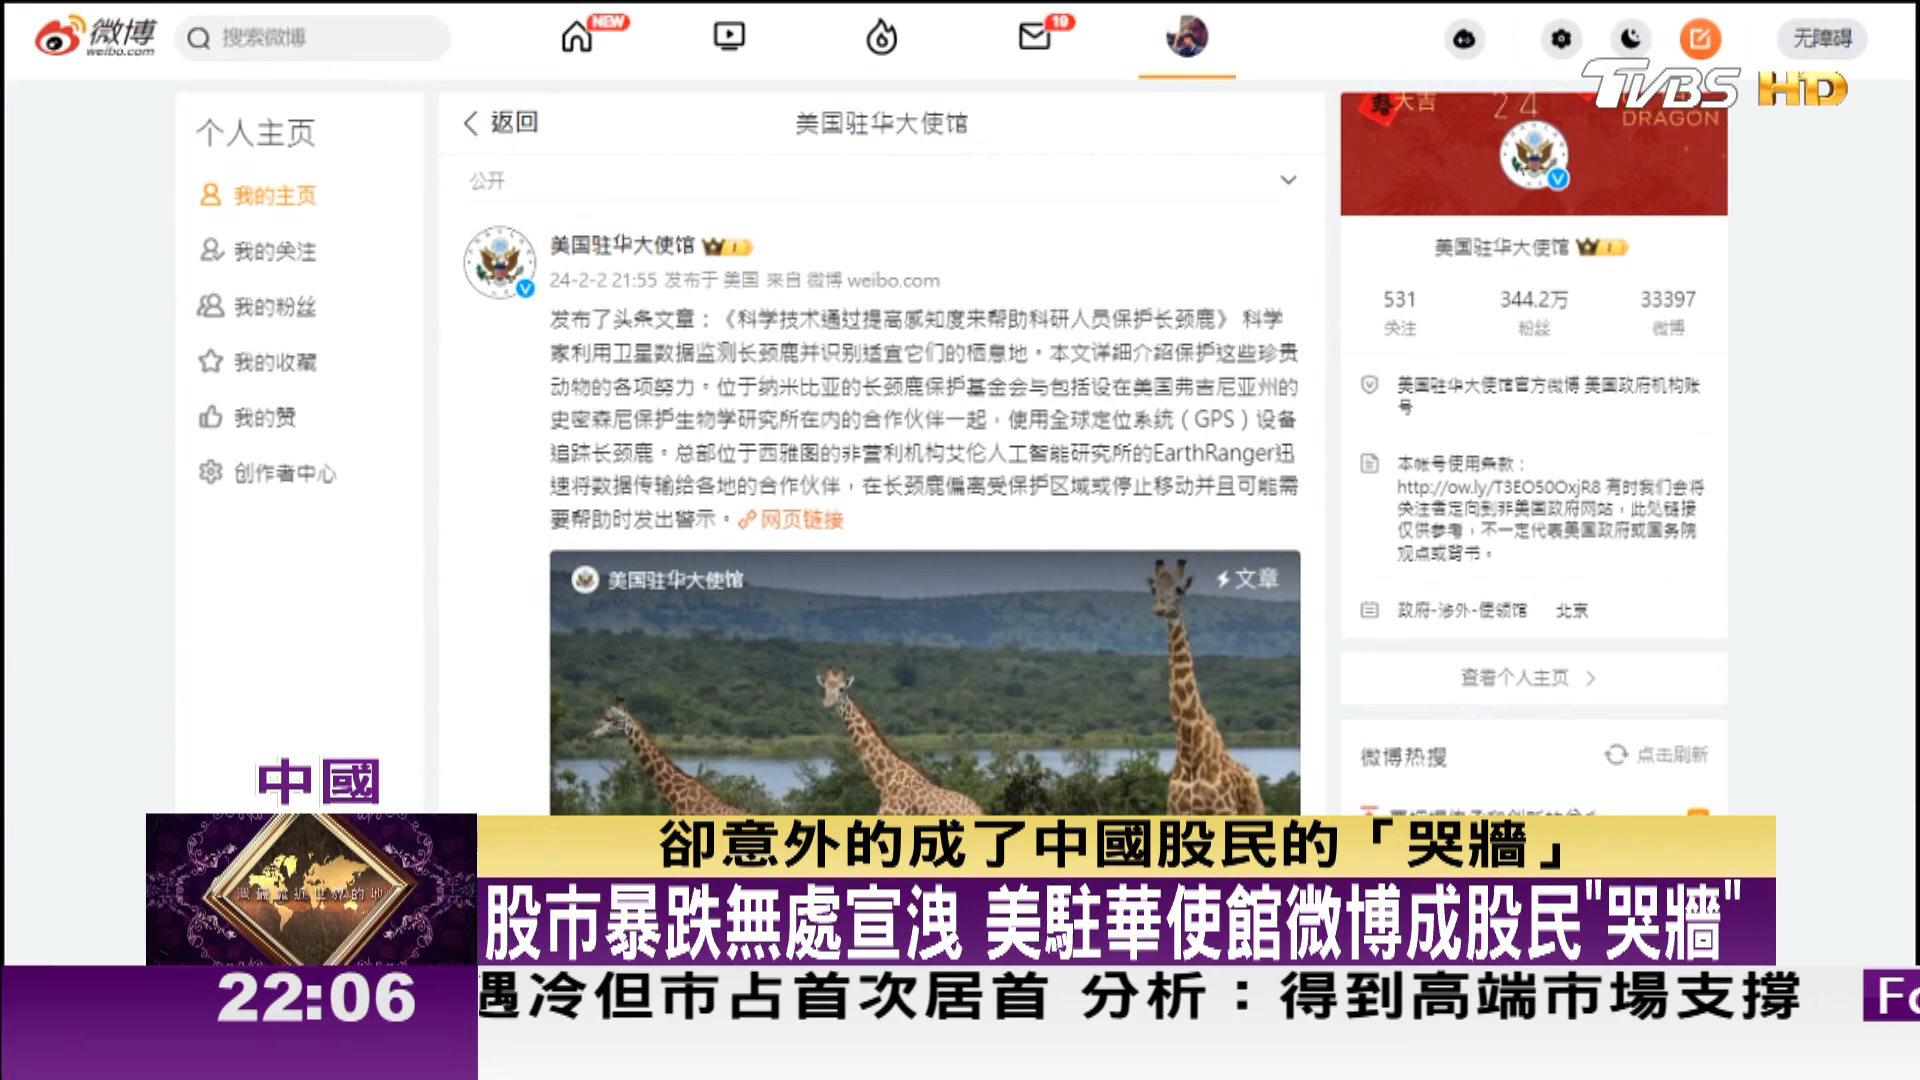 微博
weibo.com
搜索微博
NEW
19
无障碍
TVBS HD
个人主页
我的主页
我的关注
我的粉丝
我的收藏
我的赞
创作者中心
返回
美国驻华大使馆
公开
美国驻华大使馆
24-2-2 21:55 发布于 美国 来自 微博 weibo.com
发布了头条文章：《科学技术通过提高感知度来帮助科研人员保护长颈鹿》 科学
家利用卫星数据监测长颈鹿并识别适宜它们的栖息地。本文详细介绍保护这些珍贵
动物的各项努力。位于纳米比亚的长颈鹿保护基金会与包括设在美国弗吉尼亚州的
史密森尼保护生物学研究所在内的合作伙伴一起，使用全球定位系统（GPS）设备
追踪长颈鹿。总部位于西雅图的非营利机构艾伦人工智能研究所的EarthRanger迅
速将数据传输给各地的合作伙伴，在长颈鹿偏离受保护区域或停止移动并且可能需
要帮助时发出警示。 网页链接
美国驻华大使馆
文章
大吉
24
DRAGON
美国驻华大使馆
531 344.2万 33397
关注 粉丝 微博
美国驻华大使馆官方微博 美国政府机构账
号
本帐号使用条款：
http://ow.ly/T3EO50OxjR8 有时我们会将
关注者定向到非美国政府网站，此处链接
仅供参考，不一定代表美国政府或国务院
观点或背书。
政府-涉外-使领馆 北京
查看个人主页
微博热搜
点击刷新
中國
卻意外的成了中國股民的「哭牆」
股市暴跌無處宣洩 美駐華使館微博成股民"哭牆"
22:06
遇冷但市占首次居首 分析：得到高端市場支撐